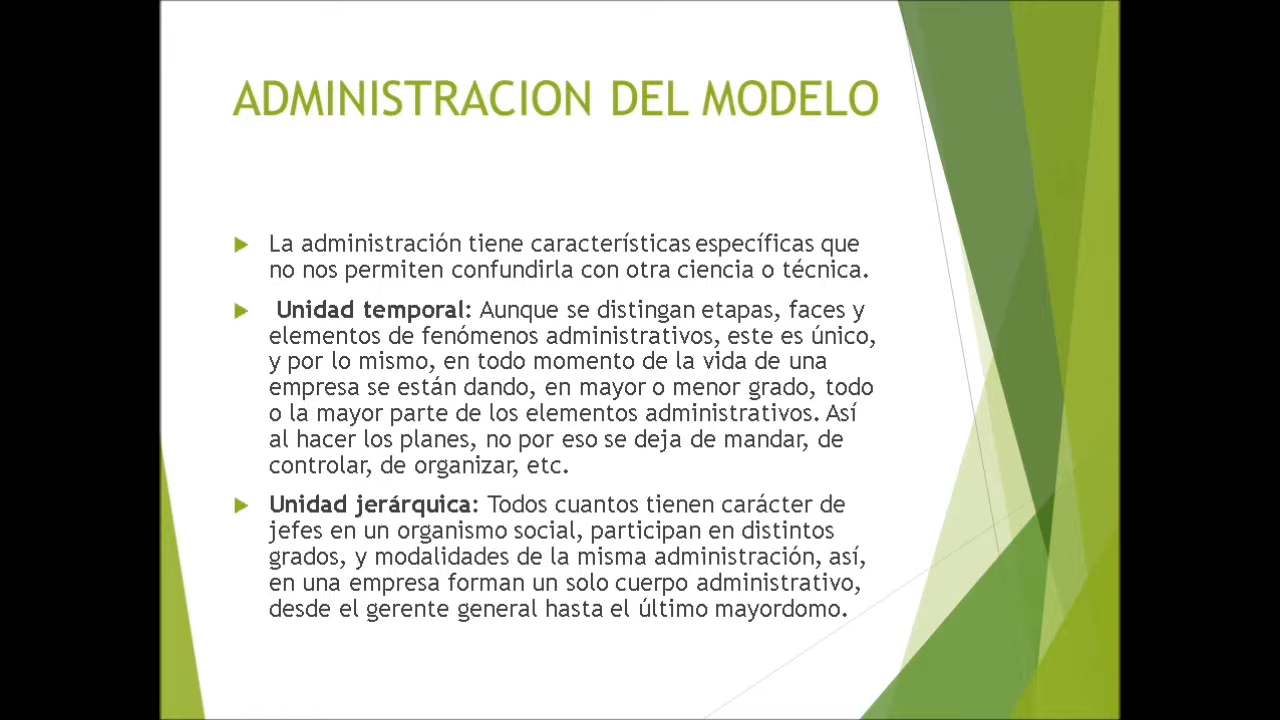 ADMINISTRACION DEL MODELO
La administración tiene características específicas que
no nos permiten confundirla con otra ciencia o técnica.
Unidad temporal: Aunque se distingan etapas, faces y
elementos de fenómenos administrativos, este es único,
y por lo mismo, en todo momento de la vida de una
empresa se están dando, en mayor o menor grado, todo
o la mayor parte de los elementos administrativos. Así
al hacer los planes, no por eso se deja de mandar, de
controlar, de organizar, etc.
Unidad jerárquica: Todos cuantos tienen carácter de
jefes en un organismo social, participan en distintos
grados, y modalidades de la misma administración, así,
en una empresa forman un solo cuerpo administrativo,
desde el gerente general hasta el último mayordomo.